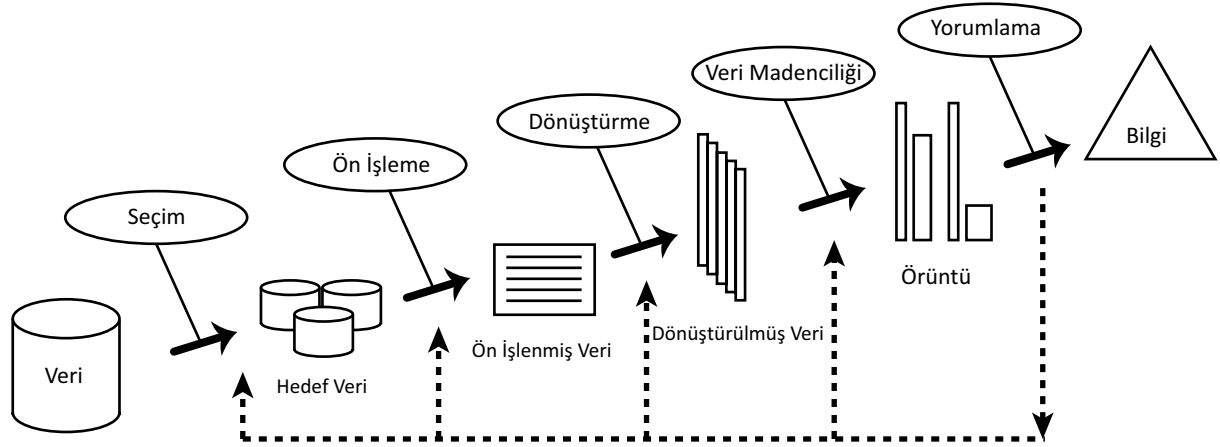 Yorumlama
Veri Madenciliği
Dönüştürme
Bilgi
Ön İşleme
Seçim
Örüntü
Dönüştürülmüş Veri
Ön İşlenmiş Veri
Veri
Hedef Veri